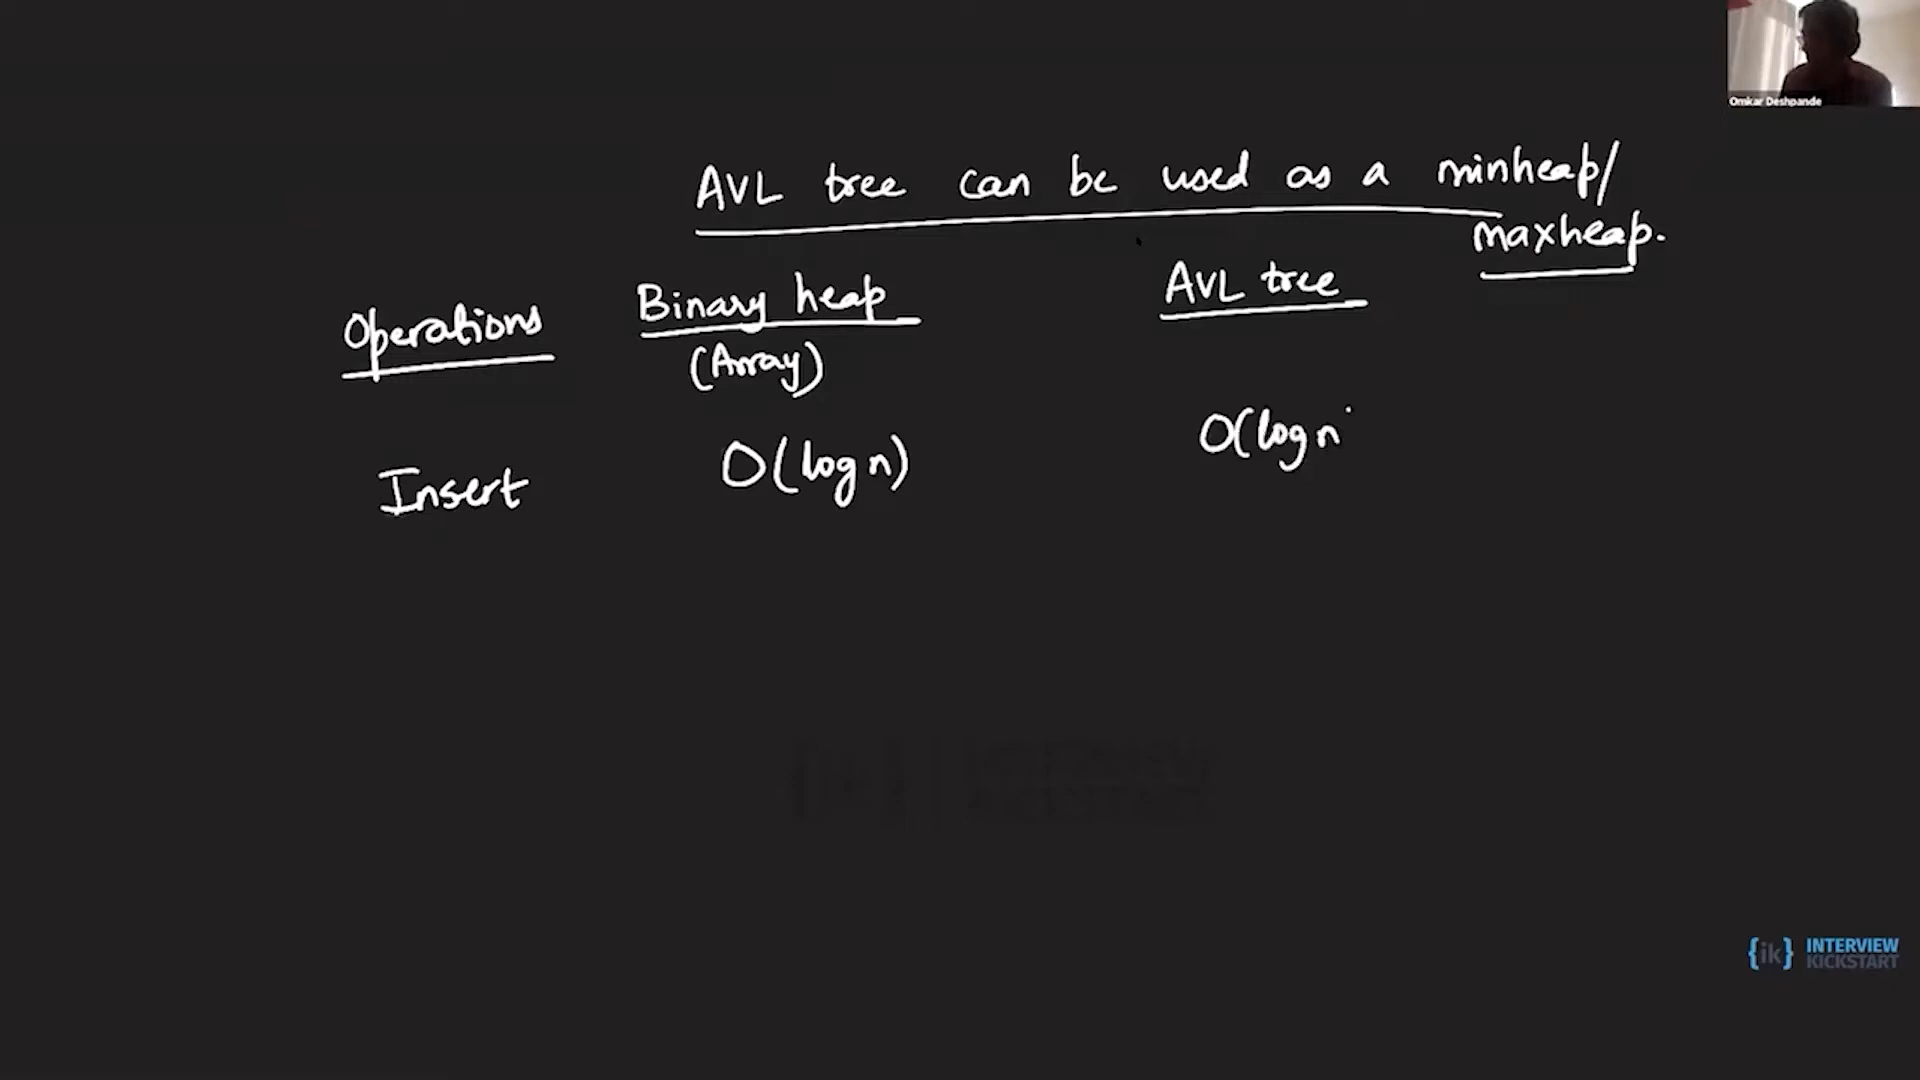 Omkar Deshpande
AVL tree can be used as a minheap/
maxheap.
Operations Binary heap AVL tree
(Array)
Insert O(log n) O(log n
{ik} INTERVIEW
KICKSTART